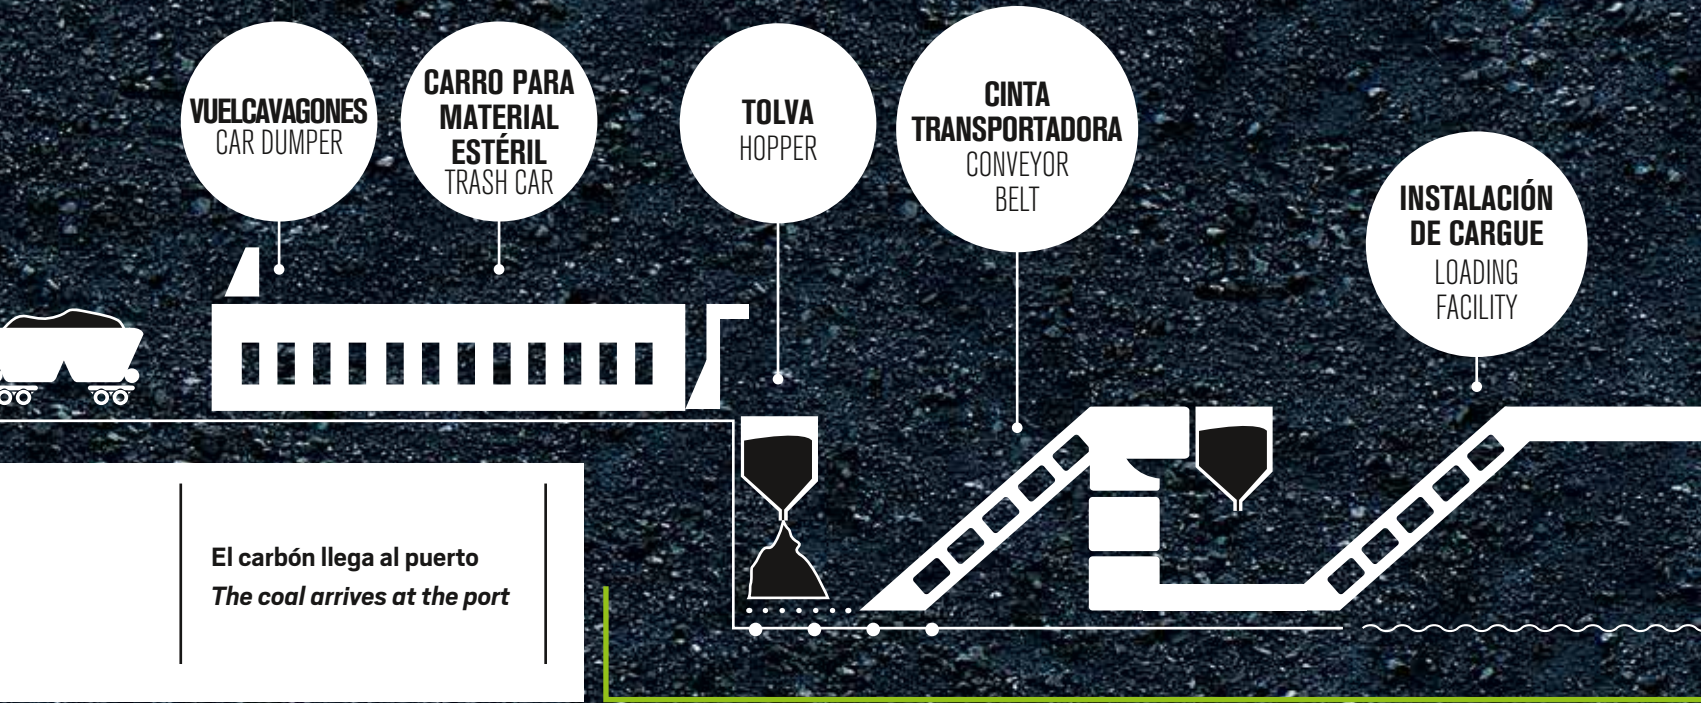 VUELCAVAGONES
CAR DUMPER
CARRO PARA
MATERIAL
ESTÉRIL
TRASH CAR
TOLVA
HOPPER
CINTA
TRANSPORTADORA
CONVEYOR
BELT
INSTALACIÓN
DE CARGUE
LOADING
FACILITY
El carbón llega al puerto
The coal arrives at the port